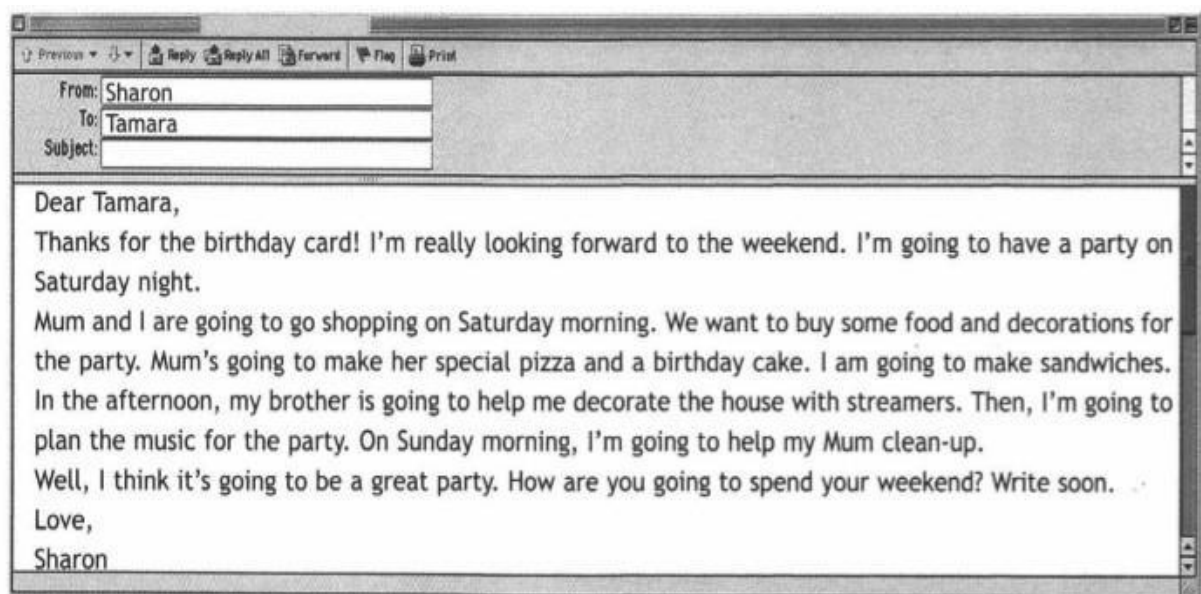 Previous
Reply Reply All Forward Flag Print
From: Sharon
To: Tamara
Subject:
Dear Tamara,
Thanks for the birthday card! I'm really looking forward to the weekend. I'm going to have a party on
Saturday night.
Mum and I are going to go shopping on Saturday morning. We want to buy some food and decorations for
the party. Mum's going to make her special pizza and a birthday cake. I am going to make sandwiches.
In the afternoon, my brother is going to help me decorate the house with streamers. Then, I'm going to
plan the music for the party. On Sunday morning, I'm going to help my Mum clean-up.
Well, I think it's going to be a great party. How are you going to spend your weekend? Write soon.
Love,
Sharon